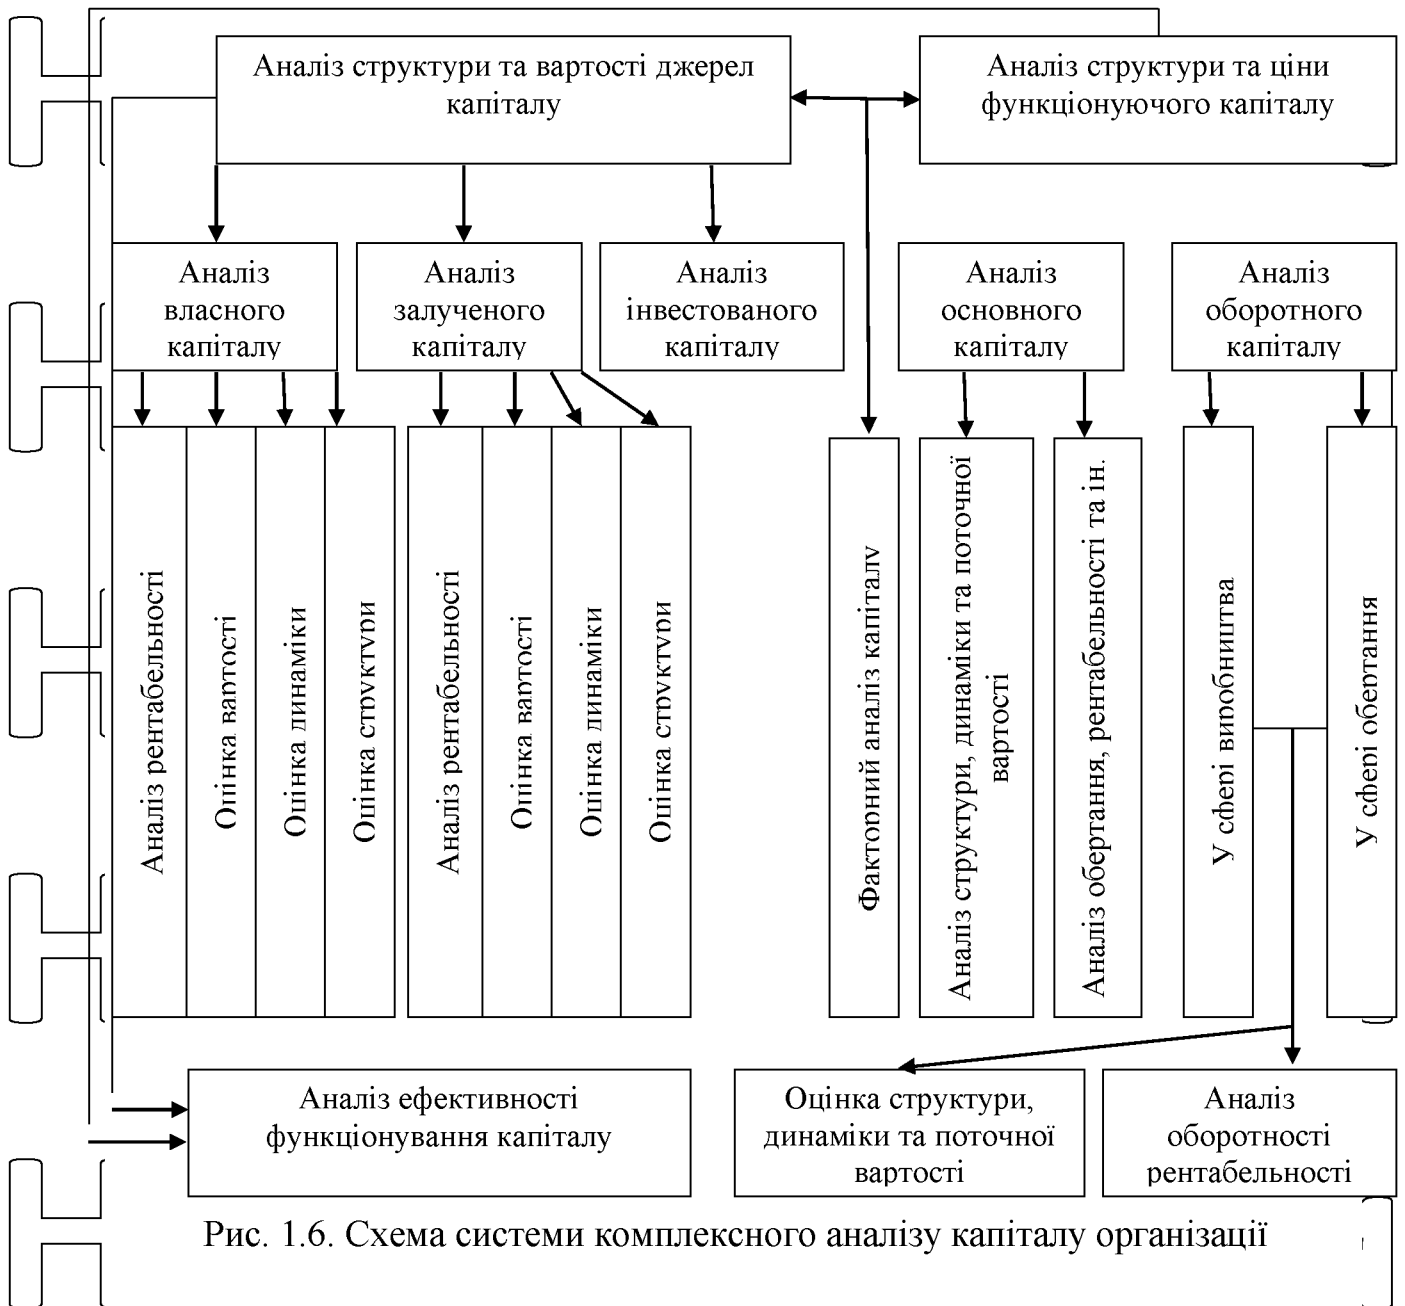 Аналіз структури та вартості джерел
капіталу
Аналіз структури та ціни
функціонуючого капіталу
Аналіз
власного
капіталу
Аналіз
залученого
капіталу
Аналіз
інвестованого
капіталу
Аналіз
основного
капіталу
Аналіз
оборотного
капіталу
Аналіз рентабельності
Оцінка вартості
Оцінка динаміки
Оцінка структури
Аналіз рентабельності
Оцінка вартості
Оцінка динаміки
Оцінка структури
Факторний аналіз капіталу
Аналіз структури, динаміки та поточної
вартості
Аналіз обертання, рентабельності та ін.
У сфері виробництва
У сфері обертання
Аналіз ефективності
функціонування капіталу
Оцінка структури,
динаміки та поточної
вартості
Аналіз
оборотності
рентабельності
Рис. 1.6. Схема системи комплексного аналізу капіталу організації